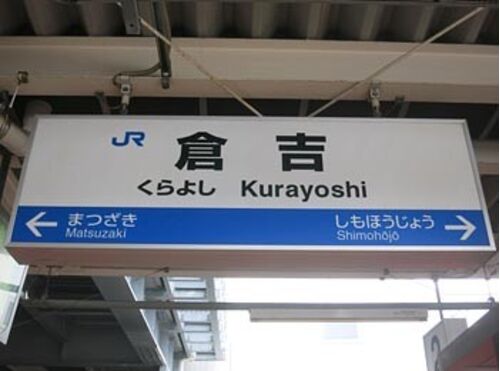 JR 倉吉
くらよし Kurayoshi
← まつざき しもほうじょう →
Matsuzaki Shimohōjō
2